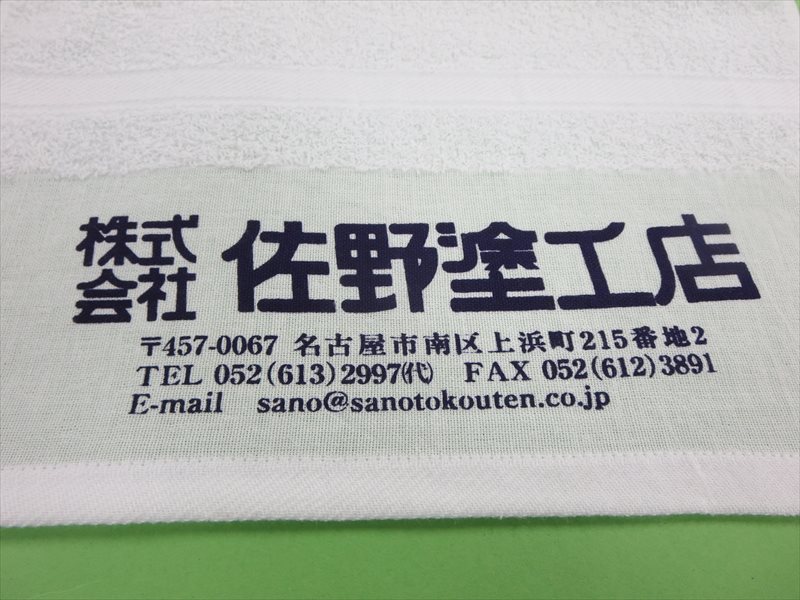 株式会社 佐野塗工店
〒457-0067 名古屋市南区上浜町215番地2
TEL 052(613)2997(代) FAX 052(612)3891
E-mail sano@sanotokouten.co.jp